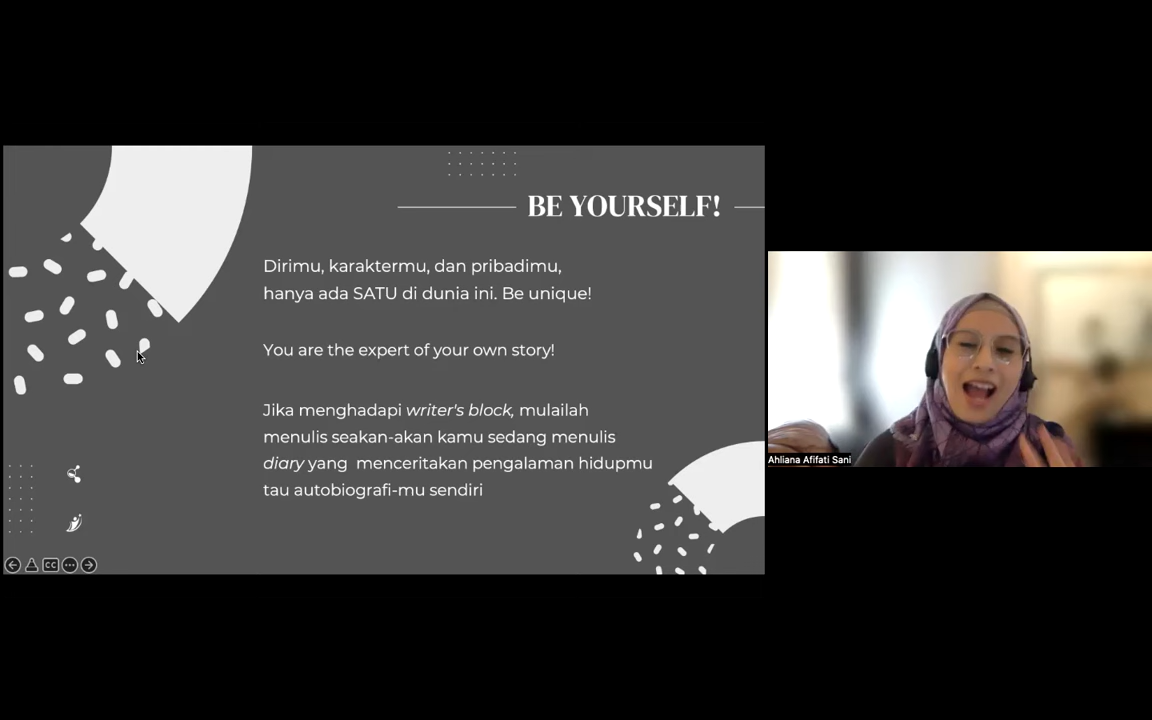 BE YOURSELF!
Dirimu, karaktermu, dan pribadimu,
hanya ada SATU di dunia ini. Be unique!
You are the expert of your own story!
Jika menghadapi writer's block, mulailah
menulis seakan-akan kamu sedang menulis
diary yang menceritakan pengalaman hidupmu
tau autobiografi-mu sendiri
CC
Ahliana Afifati Sani